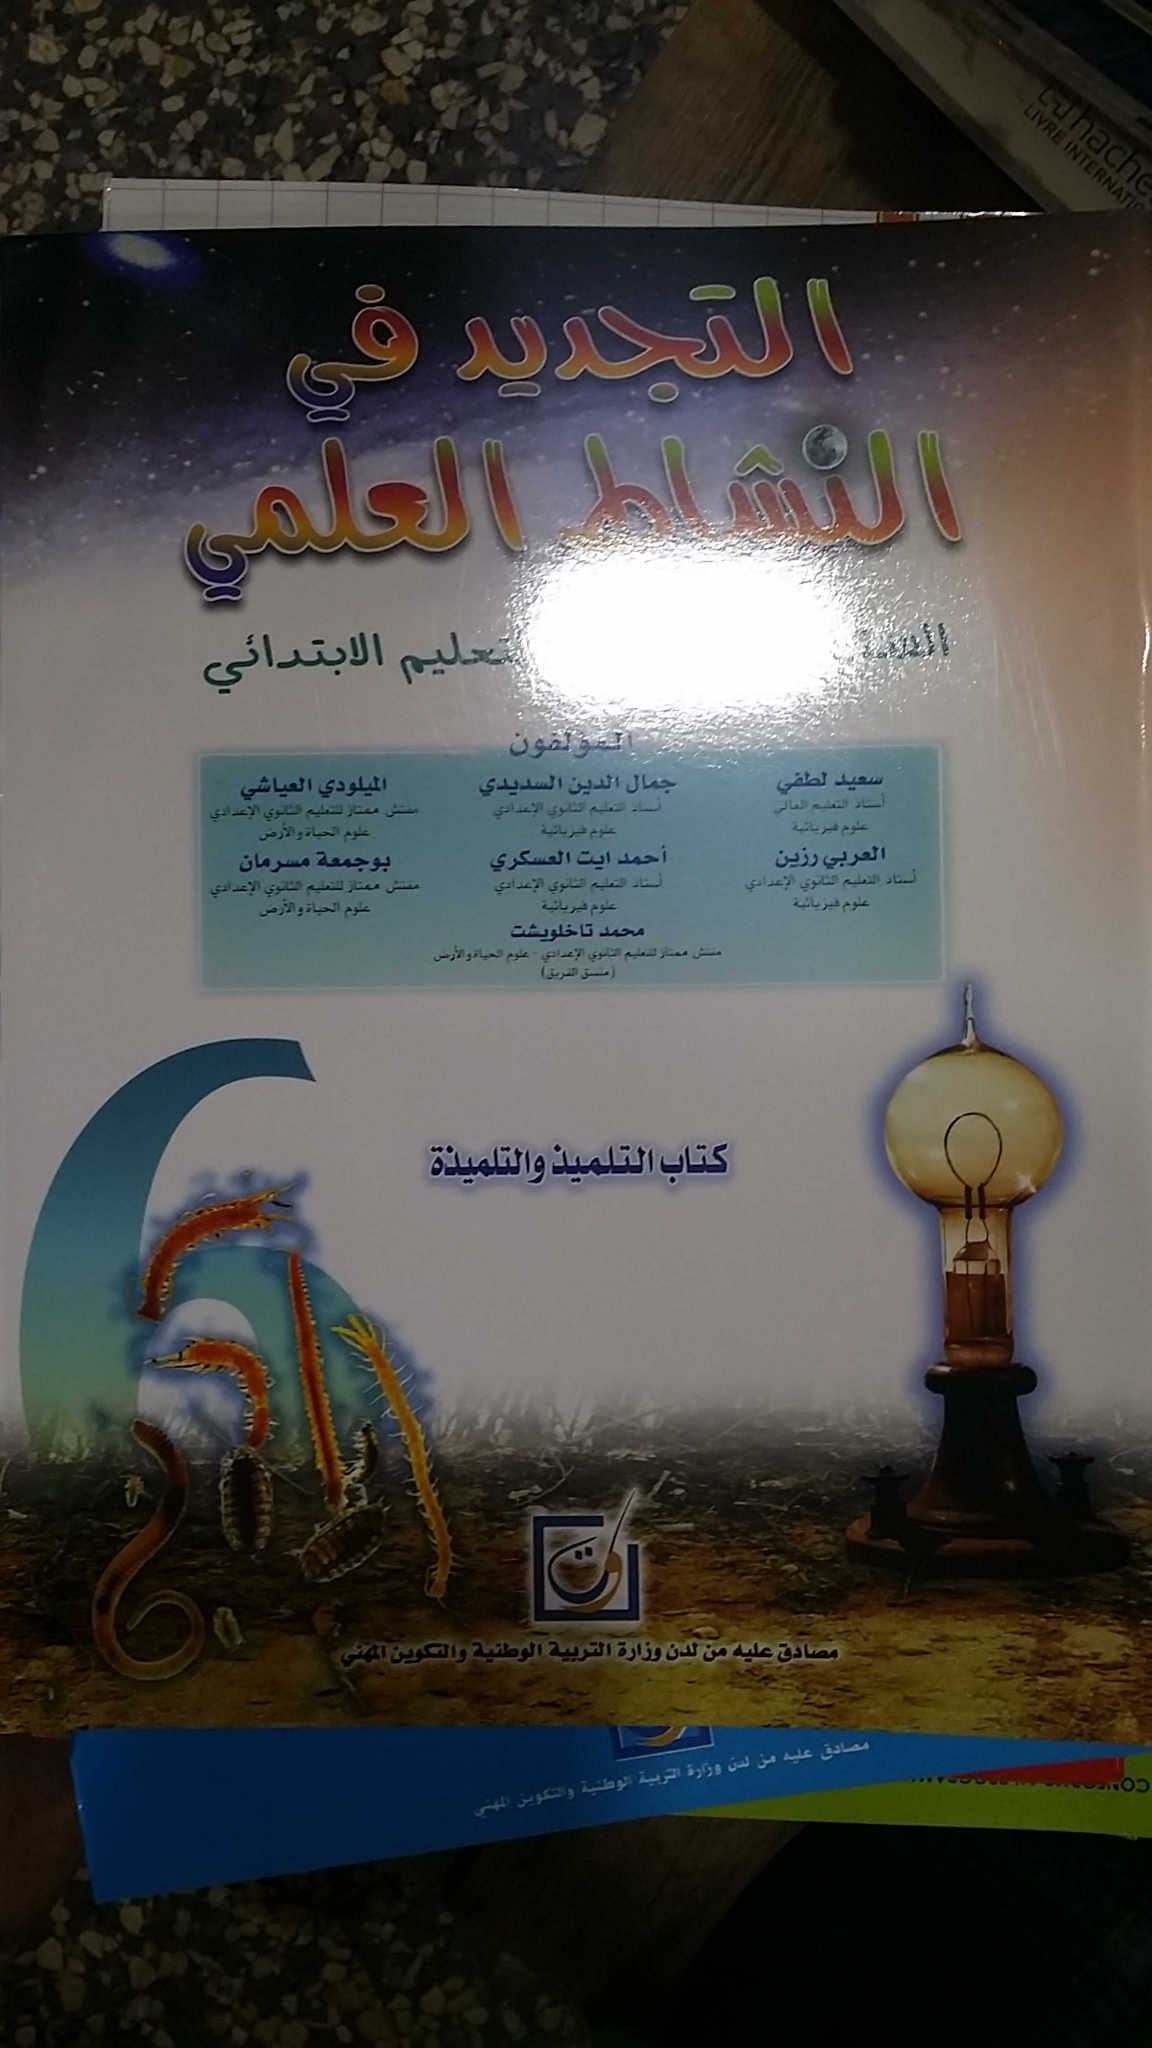 hache
LIVRE INTERNATIO
التجديد في
النشاط العلمي
التعليم الابتدائي
المؤلفون
سعيد لطفي
أستاذ التعليم العالي
علوم فيزيائية
جمال الدين السديدي
أستاذ التعليم الثانوي الإعدادي
علوم فيزيائية
الميلودي العياشي
مفتش ممتاز للتعليم الثانوي الإعدادي
علوم الحياة والأرض
العربي رزين
أستاذ التعليم الثانوي الإعدادي
علوم فيزيائية
أحمد ايت العسكري
أستاذ التعليم الثانوي الإعدادي
علوم فيزيائية
بوجمعة مسرمان
مفتش ممتاز للتعليم الثانوي الإعدادي
علوم الحياة والأرض
محمد تاخلويشت
مفتش ممتاز للتعليم الثانوي الإعدادي - علوم الحياة والأرض
(منسق الفريق)
6
كتاب التلميذ والتلميذة
مصادق عليه من لدن وزارة التربية الوطنية والتكوين المهني
مصادق عليه من لدن وزارة التربية الوطنية والتكوين المهني